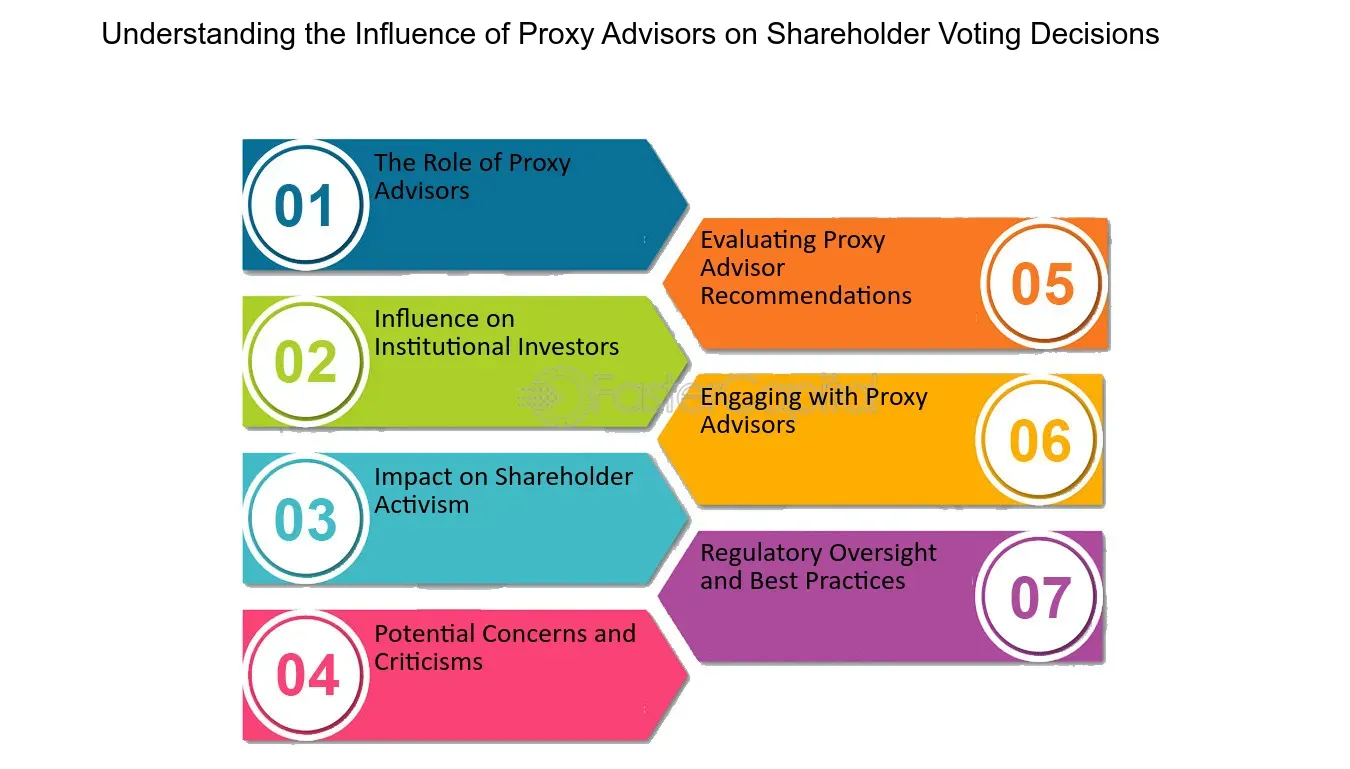 Understanding the Influence of Proxy Advisors on Shareholder Voting Decisions
01
The Role of Proxy
Advisors
02
Influence on
Institutional Investors
03
Impact on Shareholder
Activism
04
Potential Concerns and
Criticisms
05
Evaluating Proxy
Advisor
Recommendations
06
Engaging with Proxy
Advisors
07
Regulatory Oversight
and Best Practices
FasterCapital